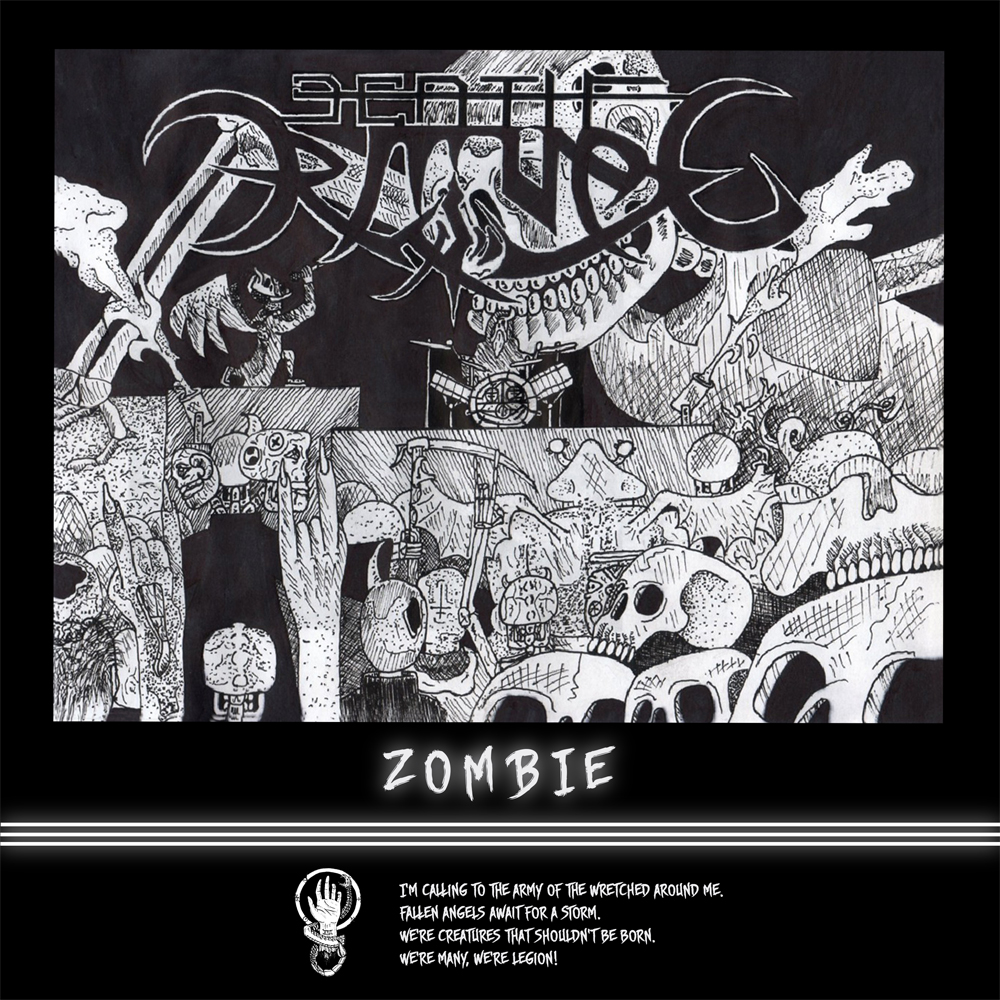 ZOMBIE
I'M CALLING TO THE ARMY OF THE WRETCHED AROUND ME.
FALLEN ANGELS AWAIT FOR A STORM.
WE'RE CREATURES THAT SHOULDN'T BE BORN.
WE'RE MANY, WE'RE LEGION!